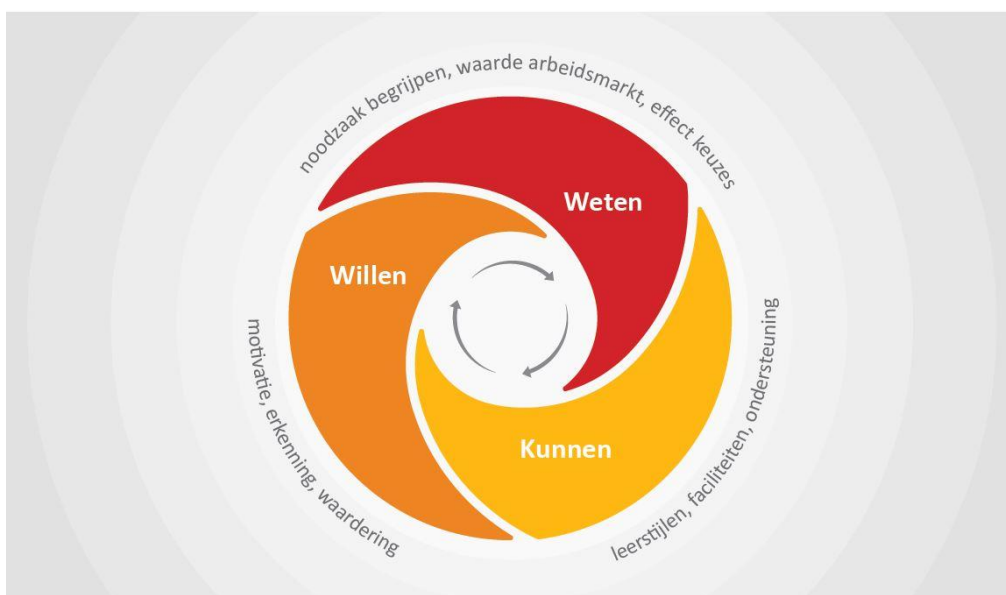 noodzaak begrijpen, waarde arbeidsmarkt, effect keuzes
Weten
Willen
Kunnen
motivatie, erkenning, waardering
leerstijlen, faciliteiten, ondersteuning